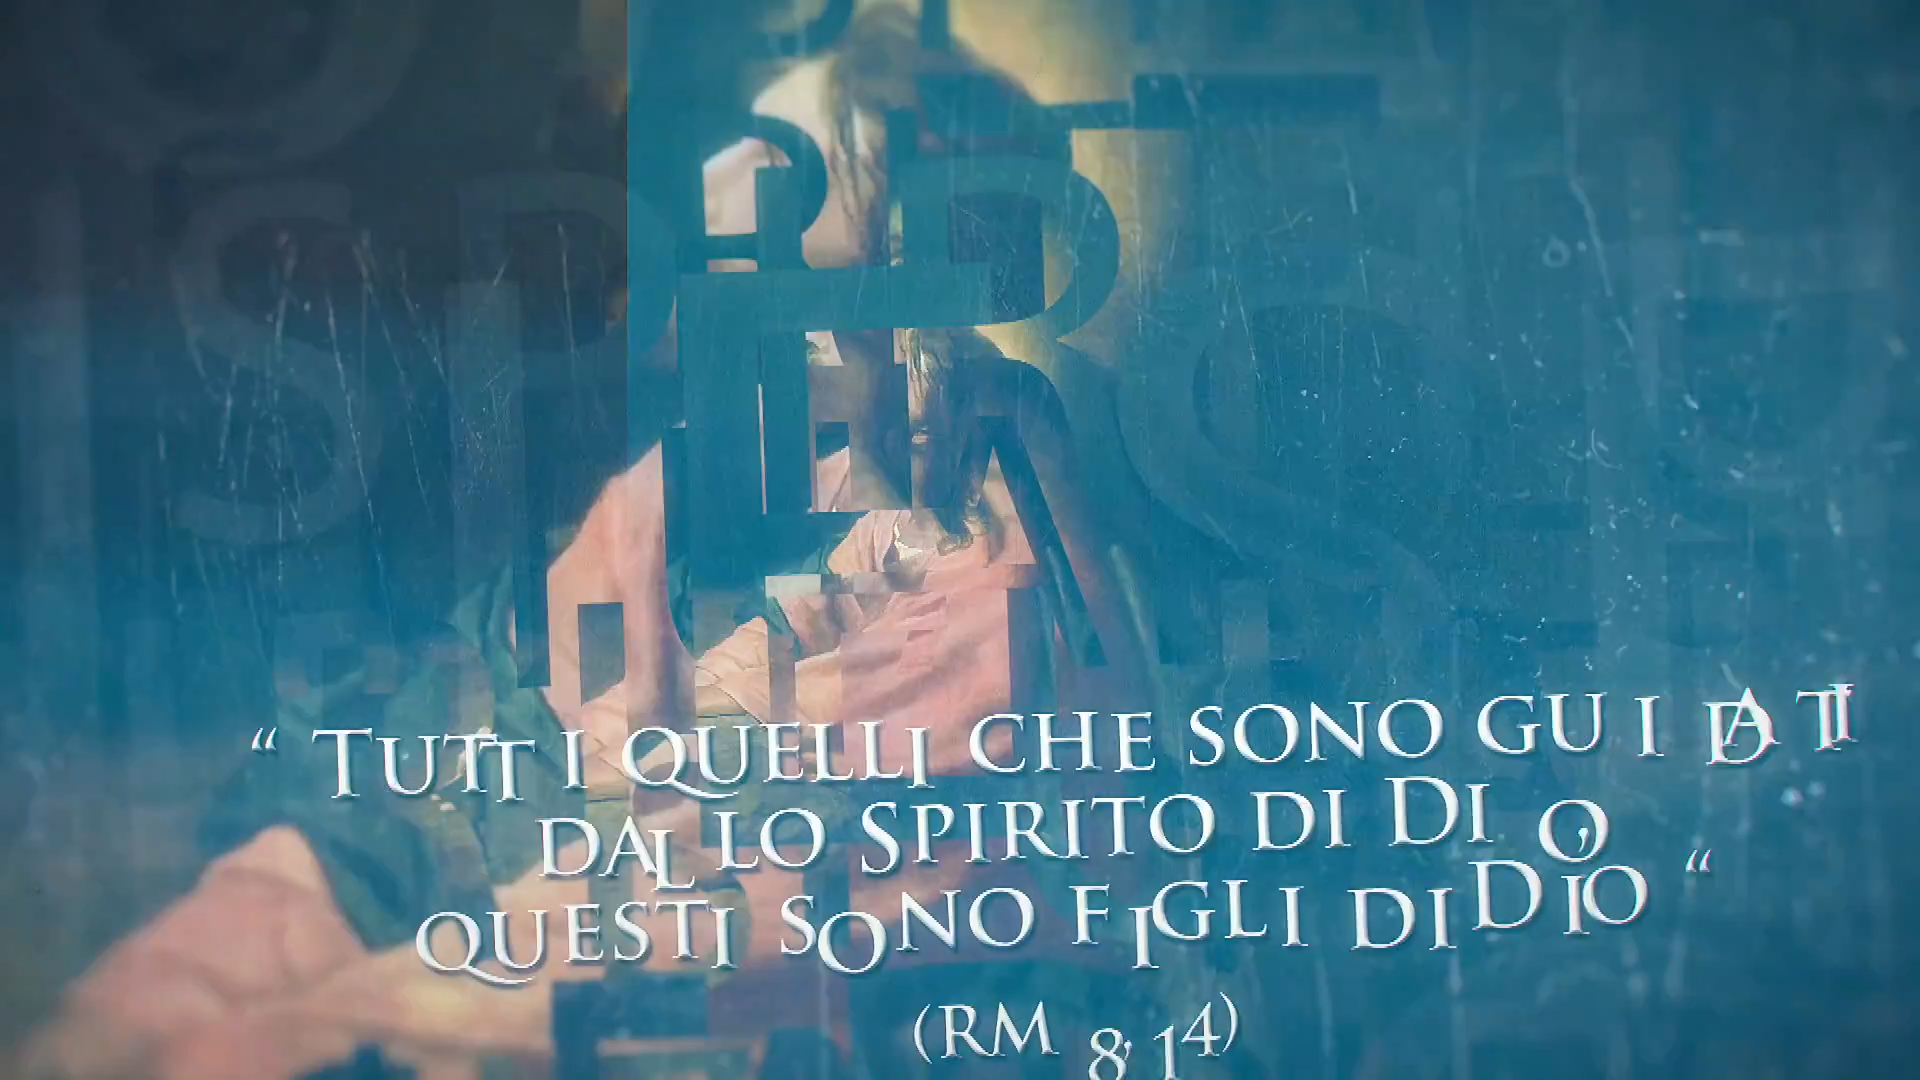 “ TUTTI QUELLI CHE SONO GUIDATI
DALLO SPIRITO DI DIO,
QUESTI SONO FIGLI DI DIO “
(RM 8,14)